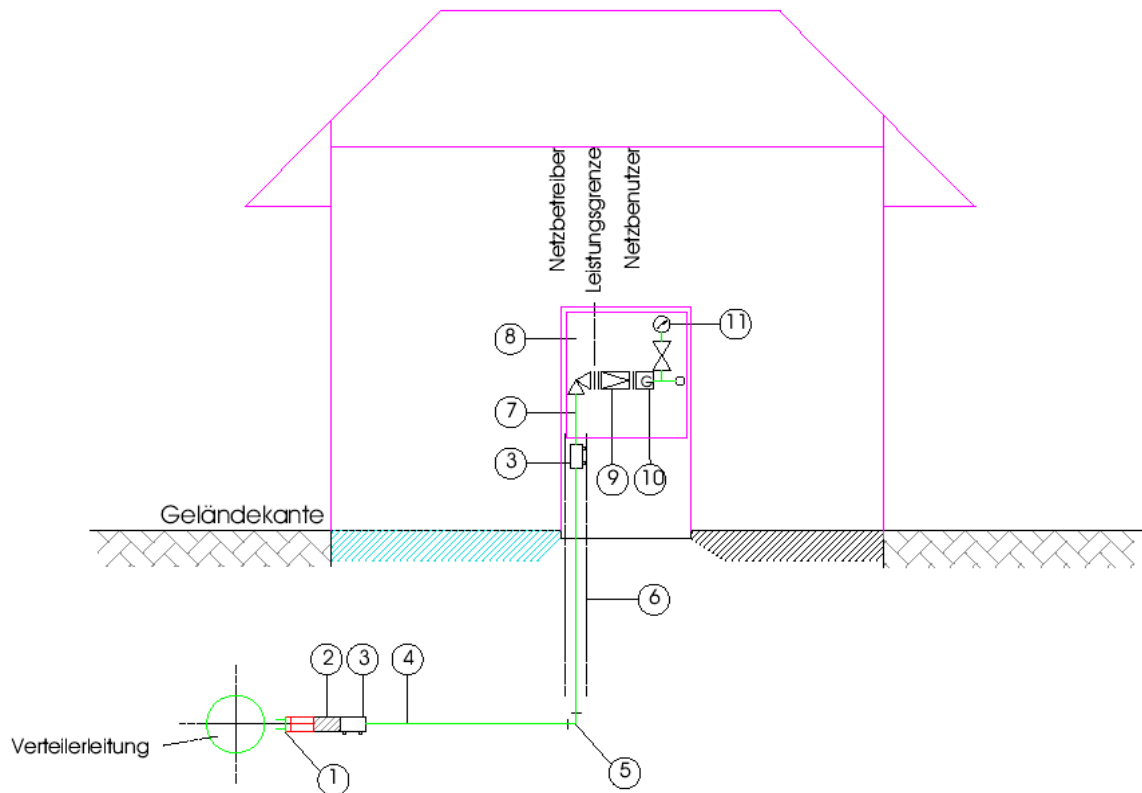 Netzbetreiber
Leistungsgrenze
Netzbenutzer
11
8
G
7
3
9
10
Geländekante
6
2
3
4
Verteilerleitung
1
5